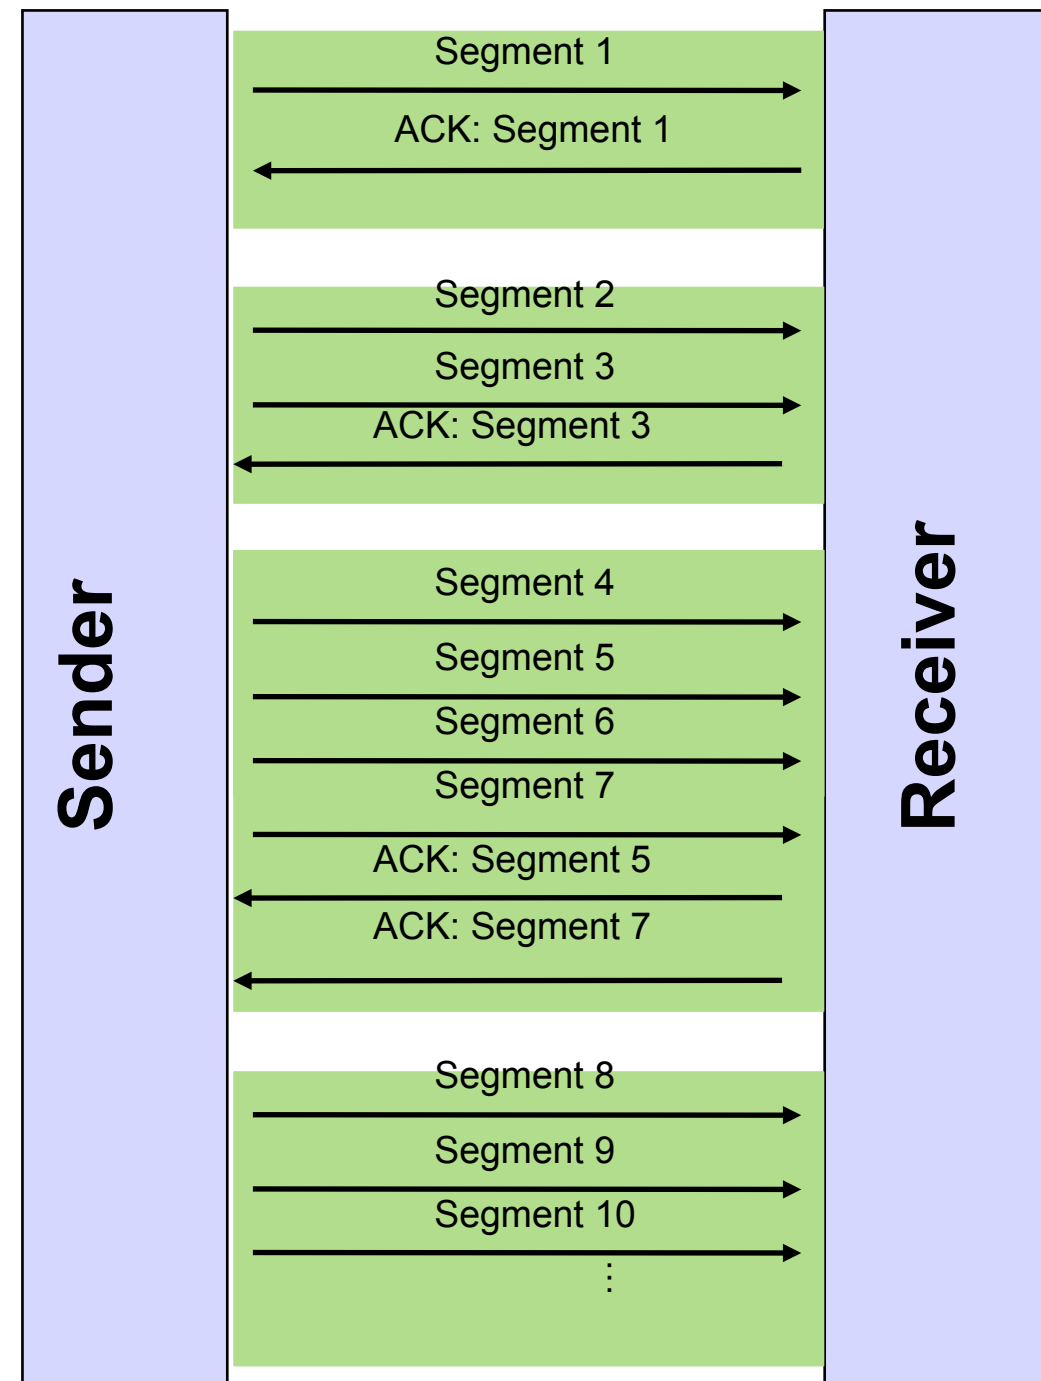 Segment 1
ACK: Segment 1
Segment 2
Segment 3
ACK: Segment 3
Segment 4
Segment 5
Segment 6
Segment 7
ACK: Segment 5
ACK: Segment 7
Segment 8
Segment 9
Segment 10
⋮
Sender
Receiver